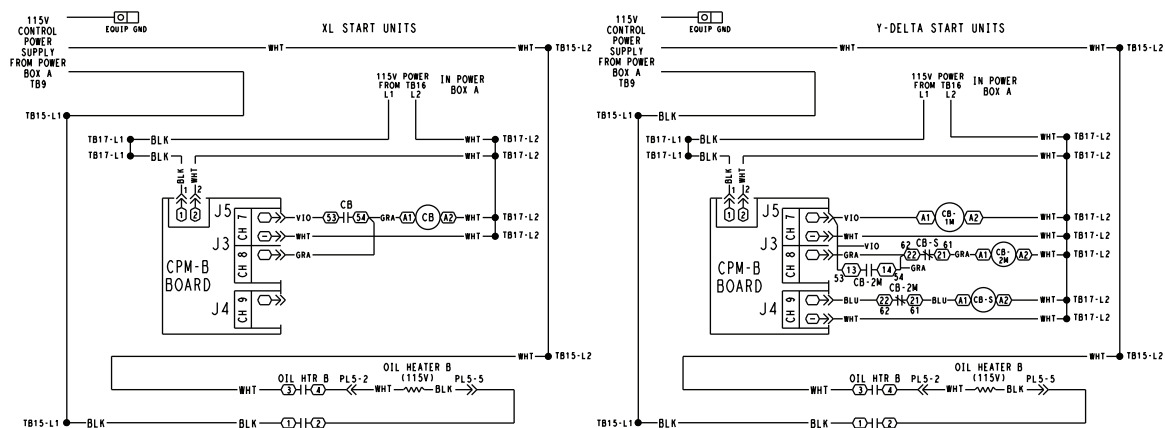 115V
CONTROL
POWER
SUPPLY
FROM POWER
BOX A
TB9
EQUIP GND
XL START UNITS
WHT
TB15-L2
115V POWER
FROM TB16
L1 L2
IN POWER
BOX A
TB15-L1
TB17-L1
BLK
WHT
TB17-L2
TB17-L1
BLK
WHT
TB17-L2
BLK
WHT
1 2
1 2
J5
CH 7
VIO
53
CB
54
GRA
A1
CB
A2
WHT
TB17-L2
J3
WHT
TB17-L2
CH 8
GRA
CPM-B
BOARD
J4
CH 9
WHT
TB15-L2
WHT
OIL HTR B
3 4
PL5-2
WHT
OIL HEATER B
(115V)
BLK
PL5-5
TB15-L1
BLK
BLK
1 2
115V
CONTROL
POWER
SUPPLY
FROM POWER
BOX A
TB9
EQUIP GND
Y-DELTA START UNITS
WHT
TB15-L2
115V POWER
FROM TB16
L1 L2
IN POWER
BOX A
TB15-L1
BLK
TB17-L1
BLK
WHT
TB17-L2
TB17-L1
BLK
WHT
TB17-L2
BLK
WHT
1 2
1 2
J5
CH 7
VIO
A1
CB-
1M
A2
WHT
TB17-L2
J3
WHT
WHT
TB17-L2
VIO
CH 8
GRA
62 CB-S 61
22 21
GRA
A1
CB-
2M
A2
WHT
TB17-L2
53
13 14
54
GRA
CB-2M
CPM-B
BOARD
J4
CH 9
BLU
CB-2M
22 21
62 61
BLU
A1
CB-S
A2
WHT
TB17-L2
WHT
WHT
TB17-L2
WHT
TB15-L2
WHT
OIL HTR B
3 4
PL5-2
WHT
OIL HEATER B
(115V)
BLK
PL5-5
TB15-L1
BLK
BLK
1 2